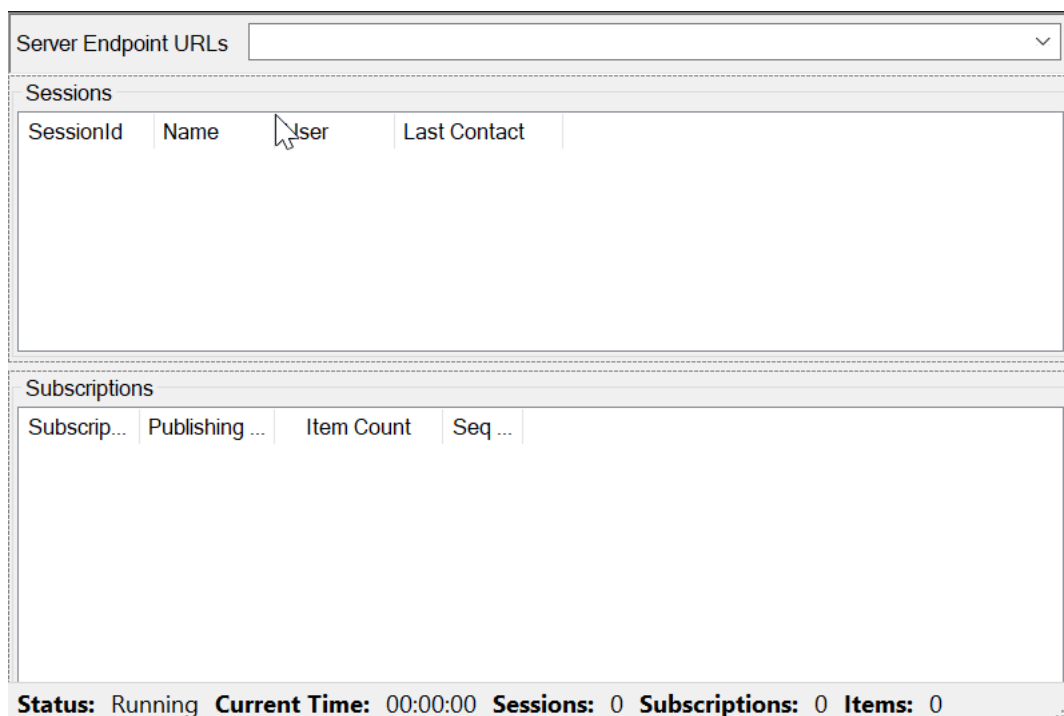 Server Endpoint URLs
Sessions
SessionId Name User Last Contact
Subscriptions
Subscrip... Publishing ... Item Count Seq ...
Status: Running Current Time: 00:00:00 Sessions: 0 Subscriptions: 0 Items: 0